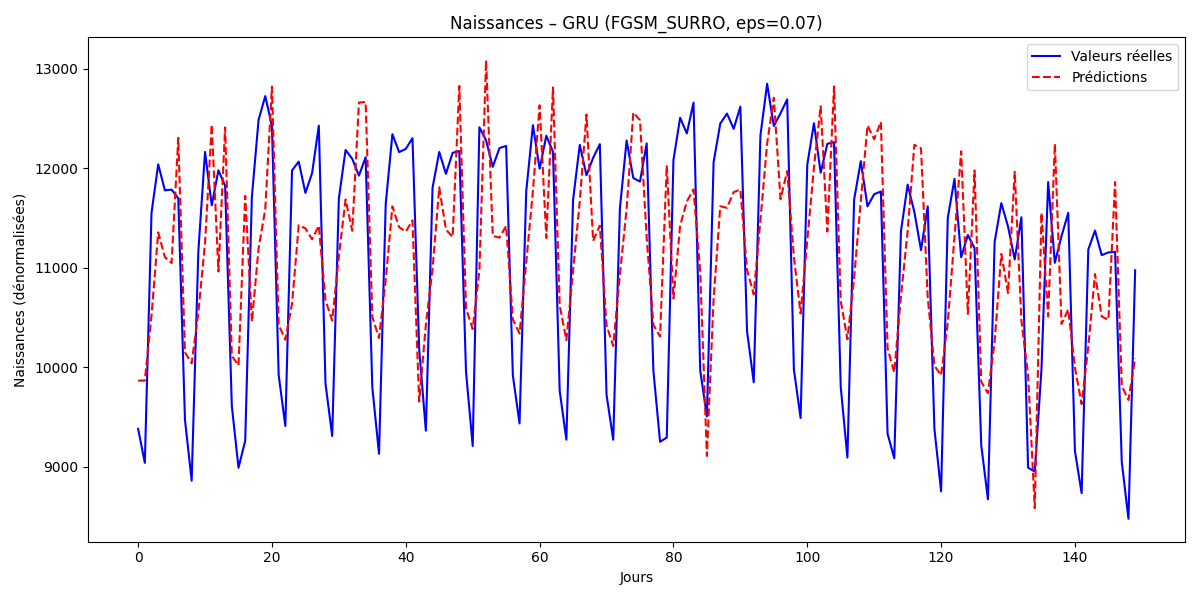 Naissances – GRU (FGSM_SURRO, eps=0.07)
Valeurs réelles
Prédictions
Naissances (dénormalisées)
13000
12000
11000
10000
9000
0 20 40 60 80 100 120 140
Jours